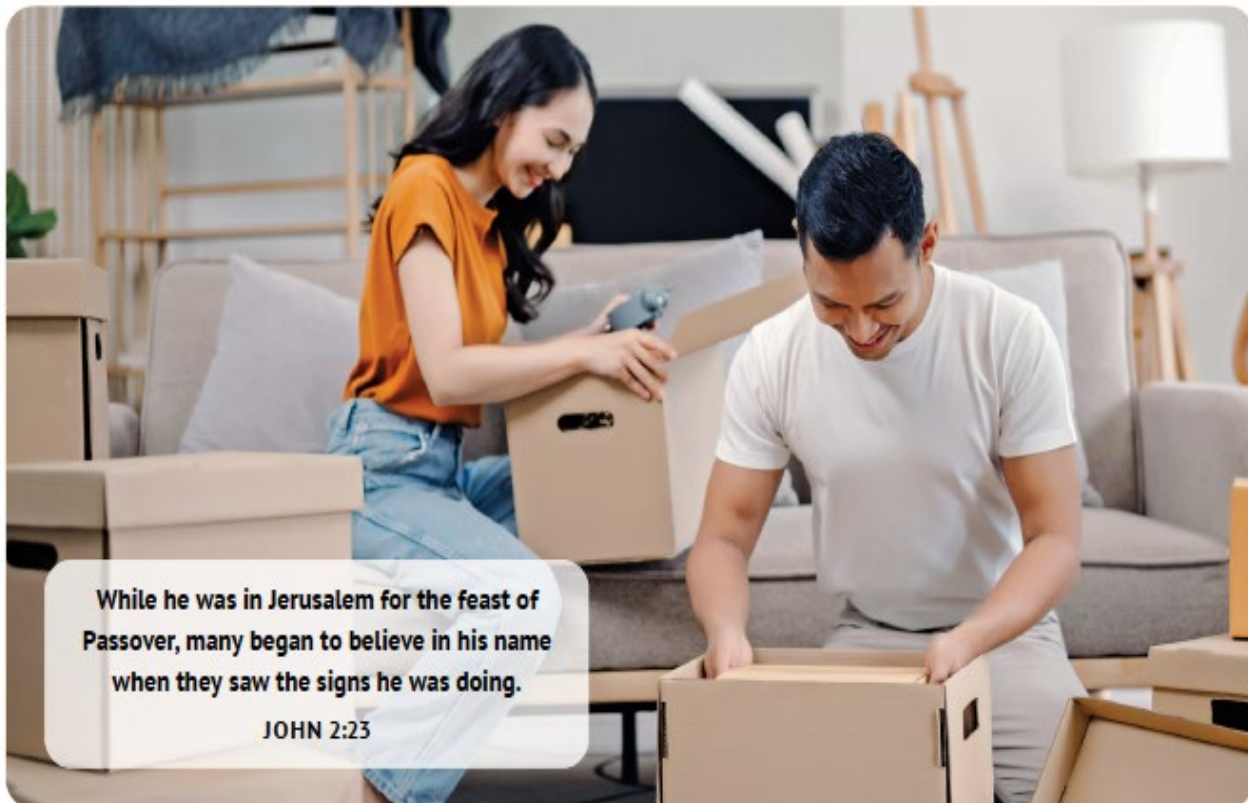 While he was in Jerusalem for the feast of
Passover, many began to believe in his name
when they saw the signs he was doing.
JOHN 2:23